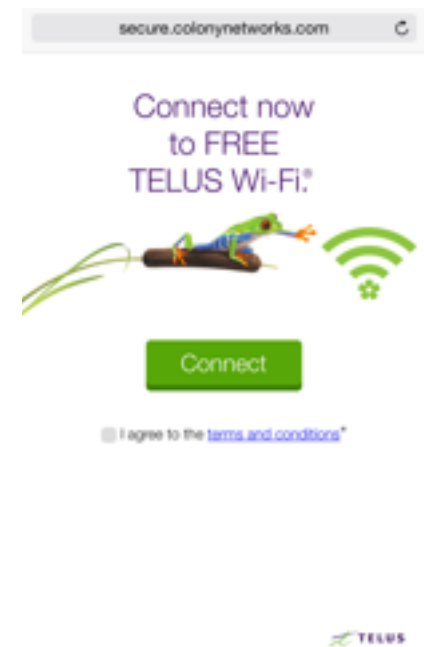 secure.colonynetworks.com
Connect now
to FREE
TELUS Wi-Fi.®
Connect
I agree to the terms and conditions*
TELUS